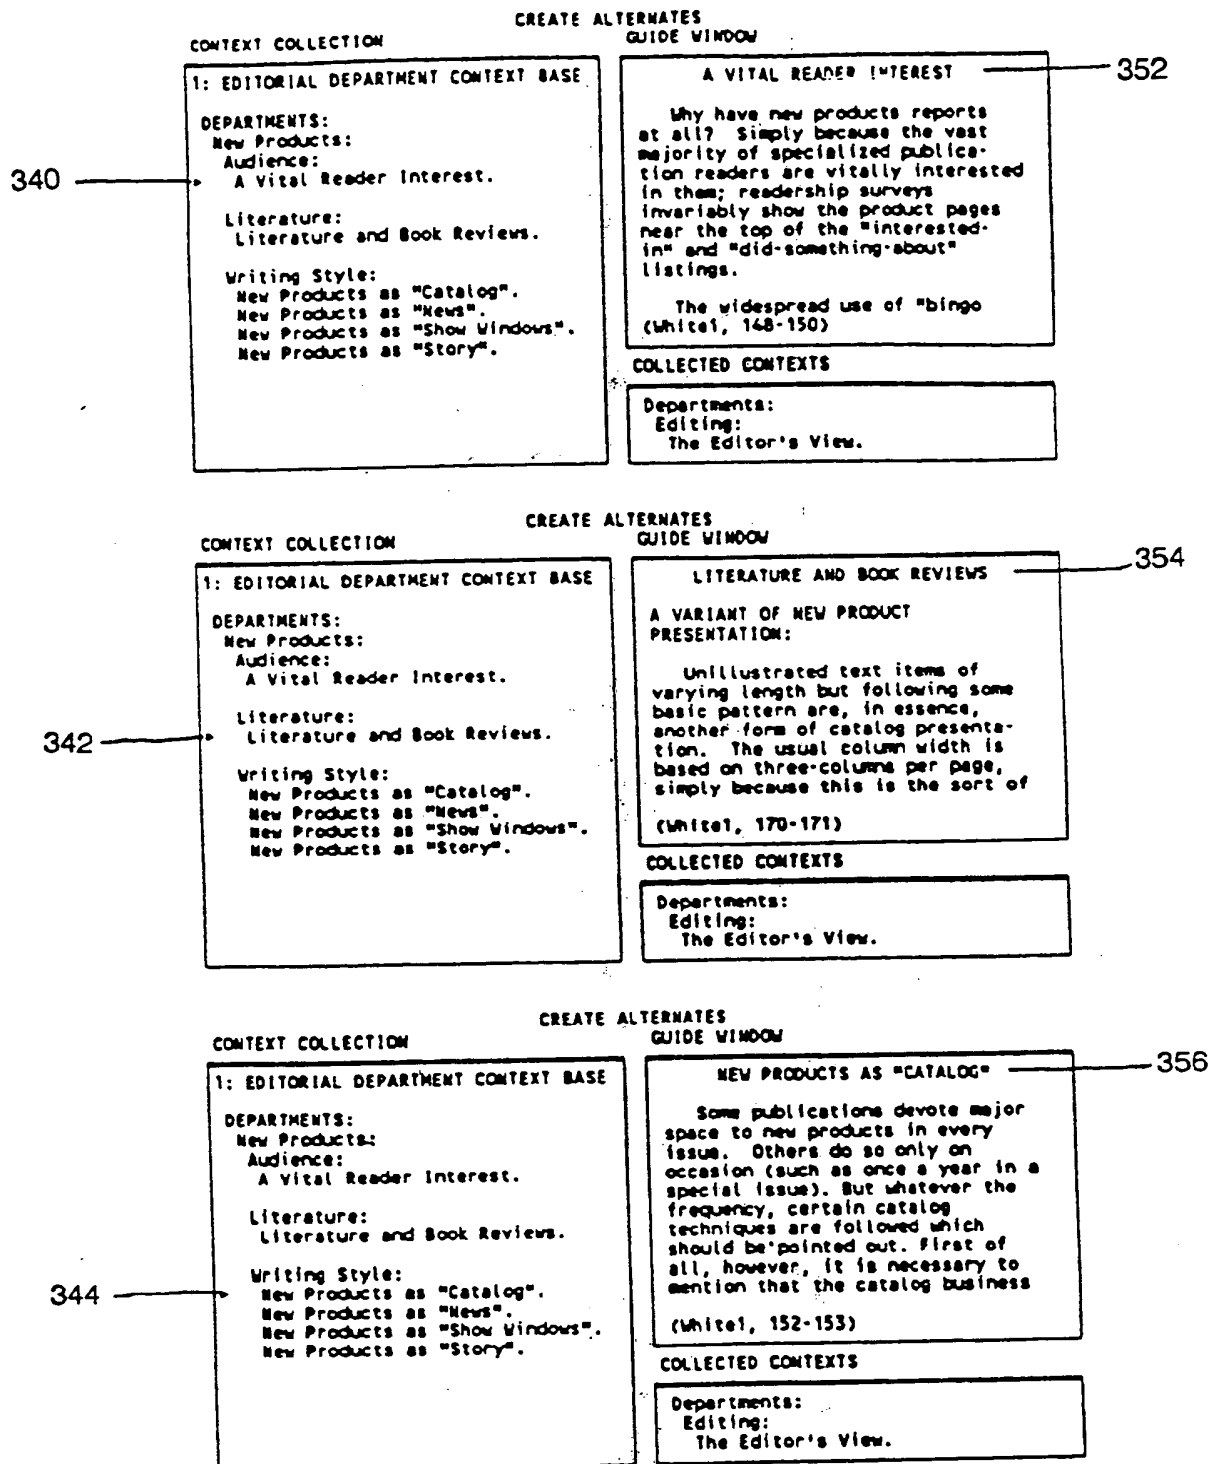 CREATE ALTERNATES
CONTEXT COLLECTION
1: EDITORIAL DEPARTMENT CONTEXT BASE
DEPARTMENTS:
New Products:
Audience:
340
A Vital Reader Interest.
Literature:
Literature and Book Reviews.
Writing Style:
New Products as "Catalog".
New Products as "News".
New Products as "Show Windows".
New Products as "Story".
GUIDE WINDOW
A VITAL READER INTEREST
352
Why have new products reports
at all? Simply because the vast
majority of specialized publica-
tion readers are vitally interested
in them; readership surveys
invariably show the product pages
near the top of the "interested-
in" and "did-something-about"
listings.
The widespread use of "bingo
(White1, 148-150)
COLLECTED CONTEXTS
Departments:
Editing:
The Editor's View.
CREATE ALTERNATES
CONTEXT COLLECTION
1: EDITORIAL DEPARTMENT CONTEXT BASE
DEPARTMENTS:
New Products:
Audience:
A Vital Reader Interest.
Literature:
342
Literature and Book Reviews.
Writing Style:
New Products as "Catalog".
New Products as "News".
New Products as "Show Windows".
New Products as "Story".
GUIDE WINDOW
LITERATURE AND BOOK REVIEWS
354
A VARIANT OF NEW PRODUCT
PRESENTATION:
Unillustrated text items of
varying length but following some
basic pattern are, in essence,
another form of catalog presenta-
tion. The usual column width is
based on three-columns per page,
simply because this is the sort of
(White1, 170-171)
COLLECTED CONTEXTS
Departments:
Editing:
The Editor's View.
CREATE ALTERNATES
CONTEXT COLLECTION
1: EDITORIAL DEPARTMENT CONTEXT BASE
DEPARTMENTS:
New Products:
Audience:
A Vital Reader Interest.
Literature:
Literature and Book Reviews.
Writing Style:
344
New Products as "Catalog".
New Products as "News".
New Products as "Show Windows".
New Products as "Story".
GUIDE WINDOW
NEW PRODUCTS AS "CATALOG"
356
Some publications devote major
space to new products in every
issue. Others do so only on
occasion (such as once a year in a
special issue). But whatever the
frequency, certain catalog
techniques are followed which
should be pointed out. First of
all, however, it is necessary to
mention that the catalog business
(White1, 152-153)
COLLECTED CONTEXTS
Departments:
Editing:
The Editor's View.